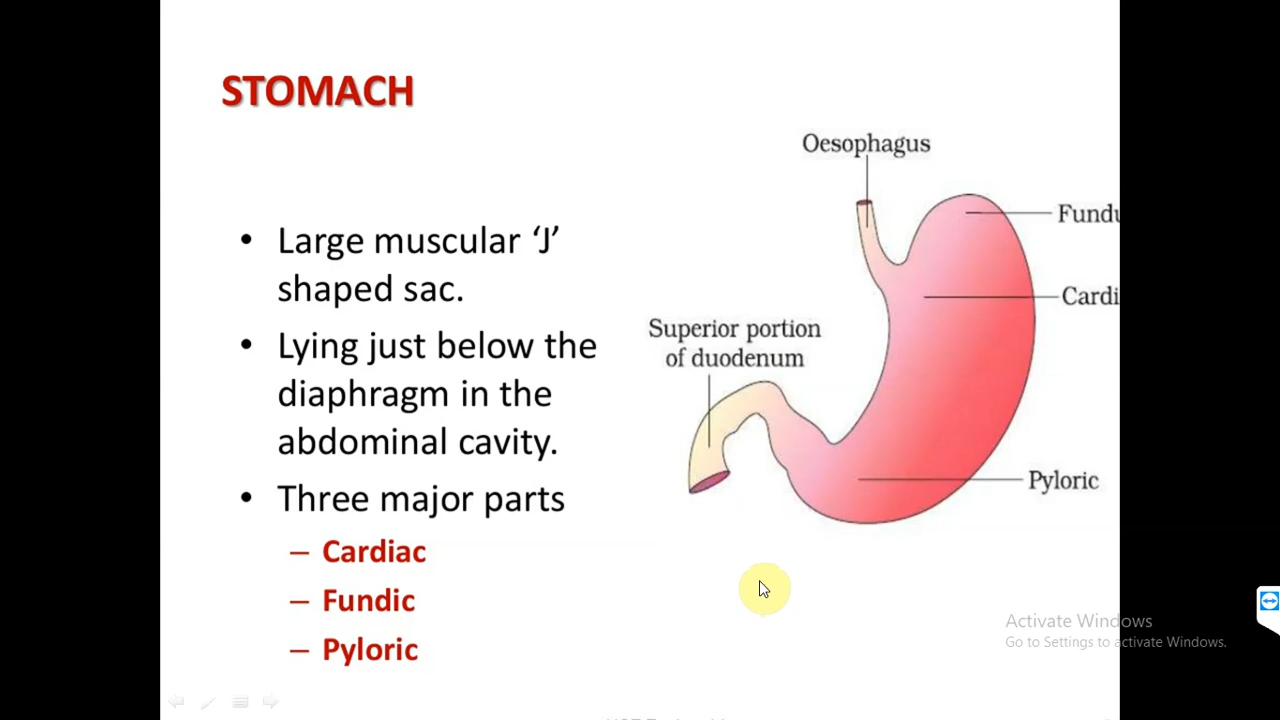 STOMACH
• Large muscular ‘J’
shaped sac.
• Lying just below the
diaphragm in the
abdominal cavity.
• Three major parts
– Cardiac
– Fundic
– Pyloric
Oesophagus
Fundu
Cardi
Superior portion
of duodenum
Pyloric
Activate Windows
Go to Settings to activate Windows.